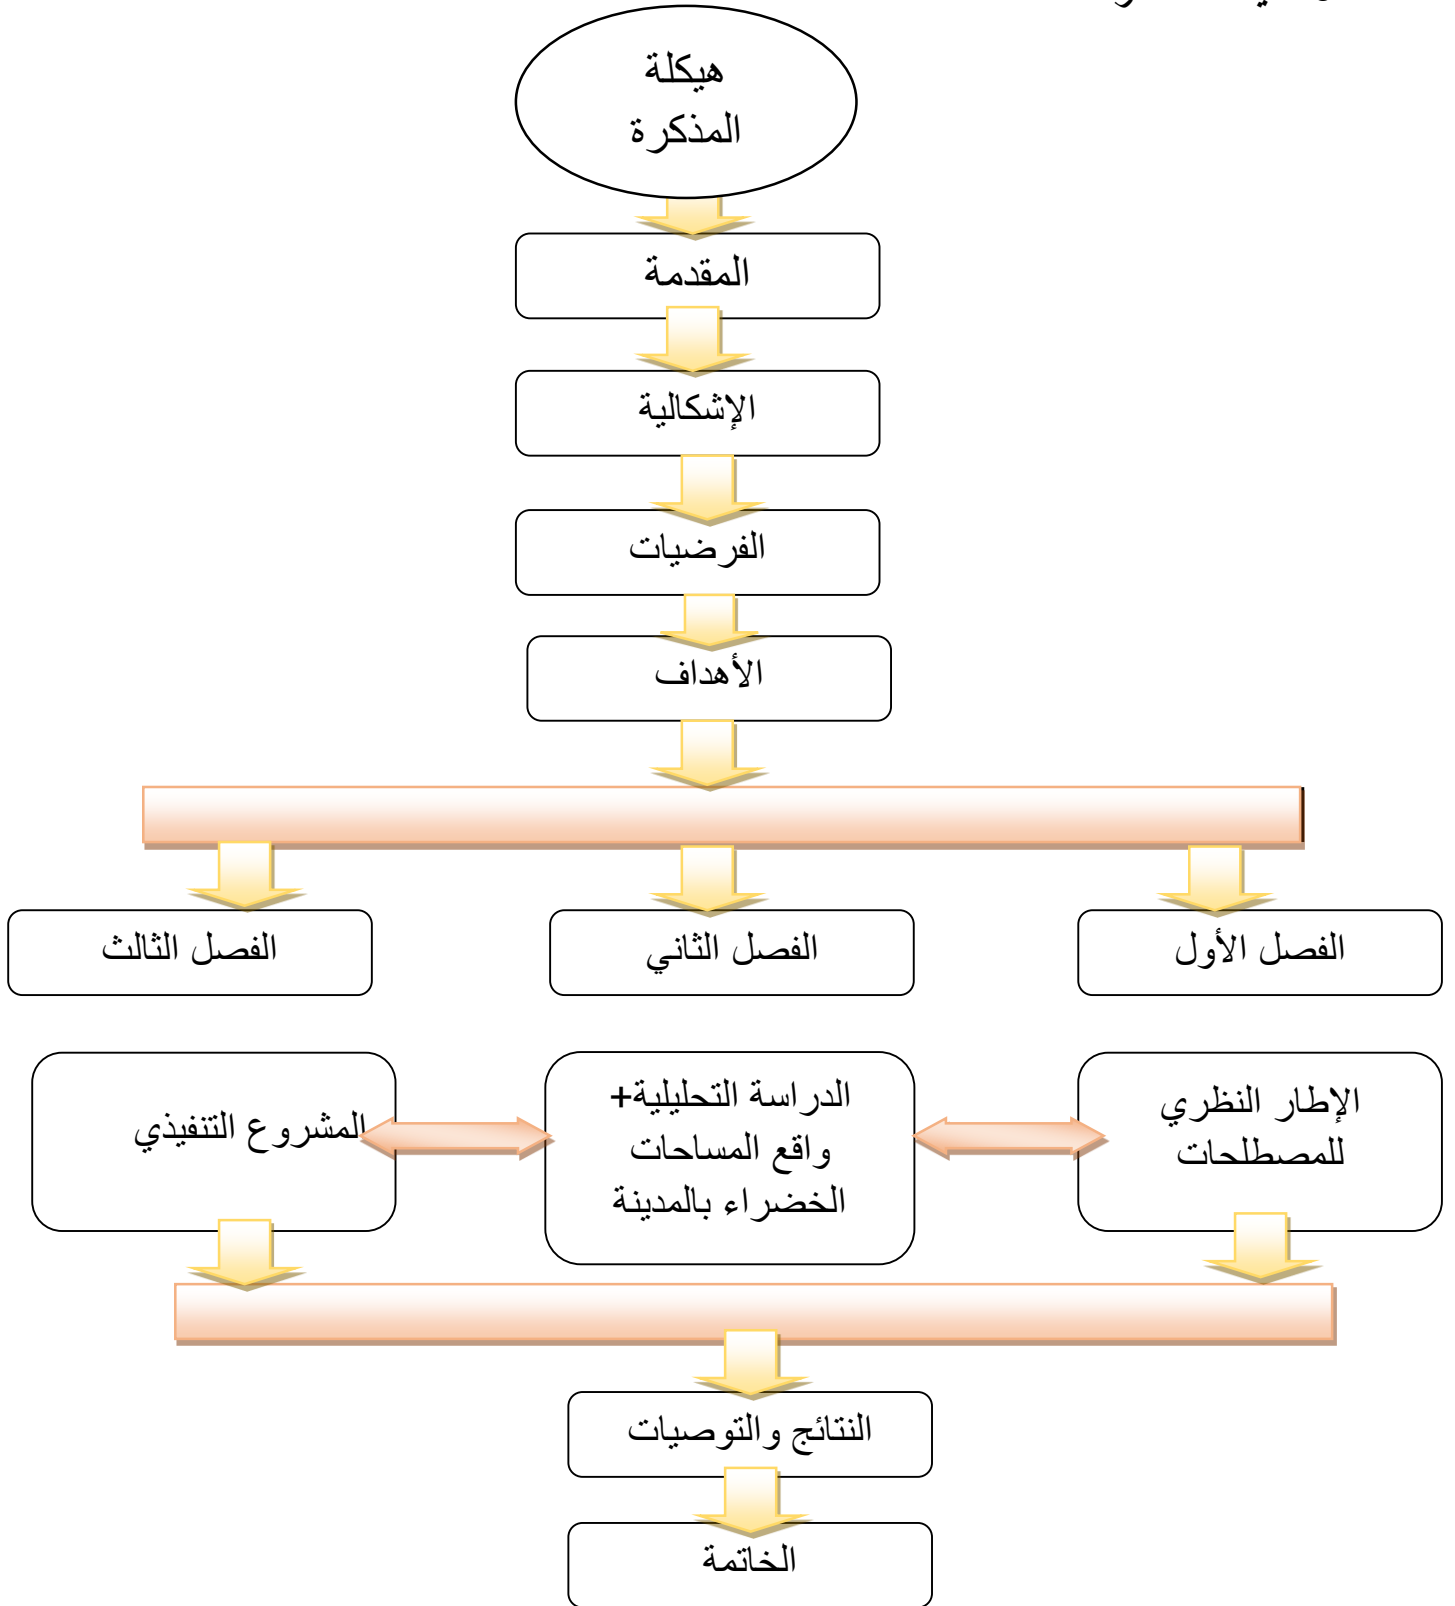 هيكلة
المذكرة
المقدمة
الإشكالية
الفرضيات
الأهداف
الفصل الأول
الفصل الثاني
الفصل الثالث
الإطار النظري
للمصطلحات
الدراسة التحليلية+
واقع المساحات
الخضراء بالمدينة
المشروع التنفيذي
النتائج والتوصيات
الخاتمة